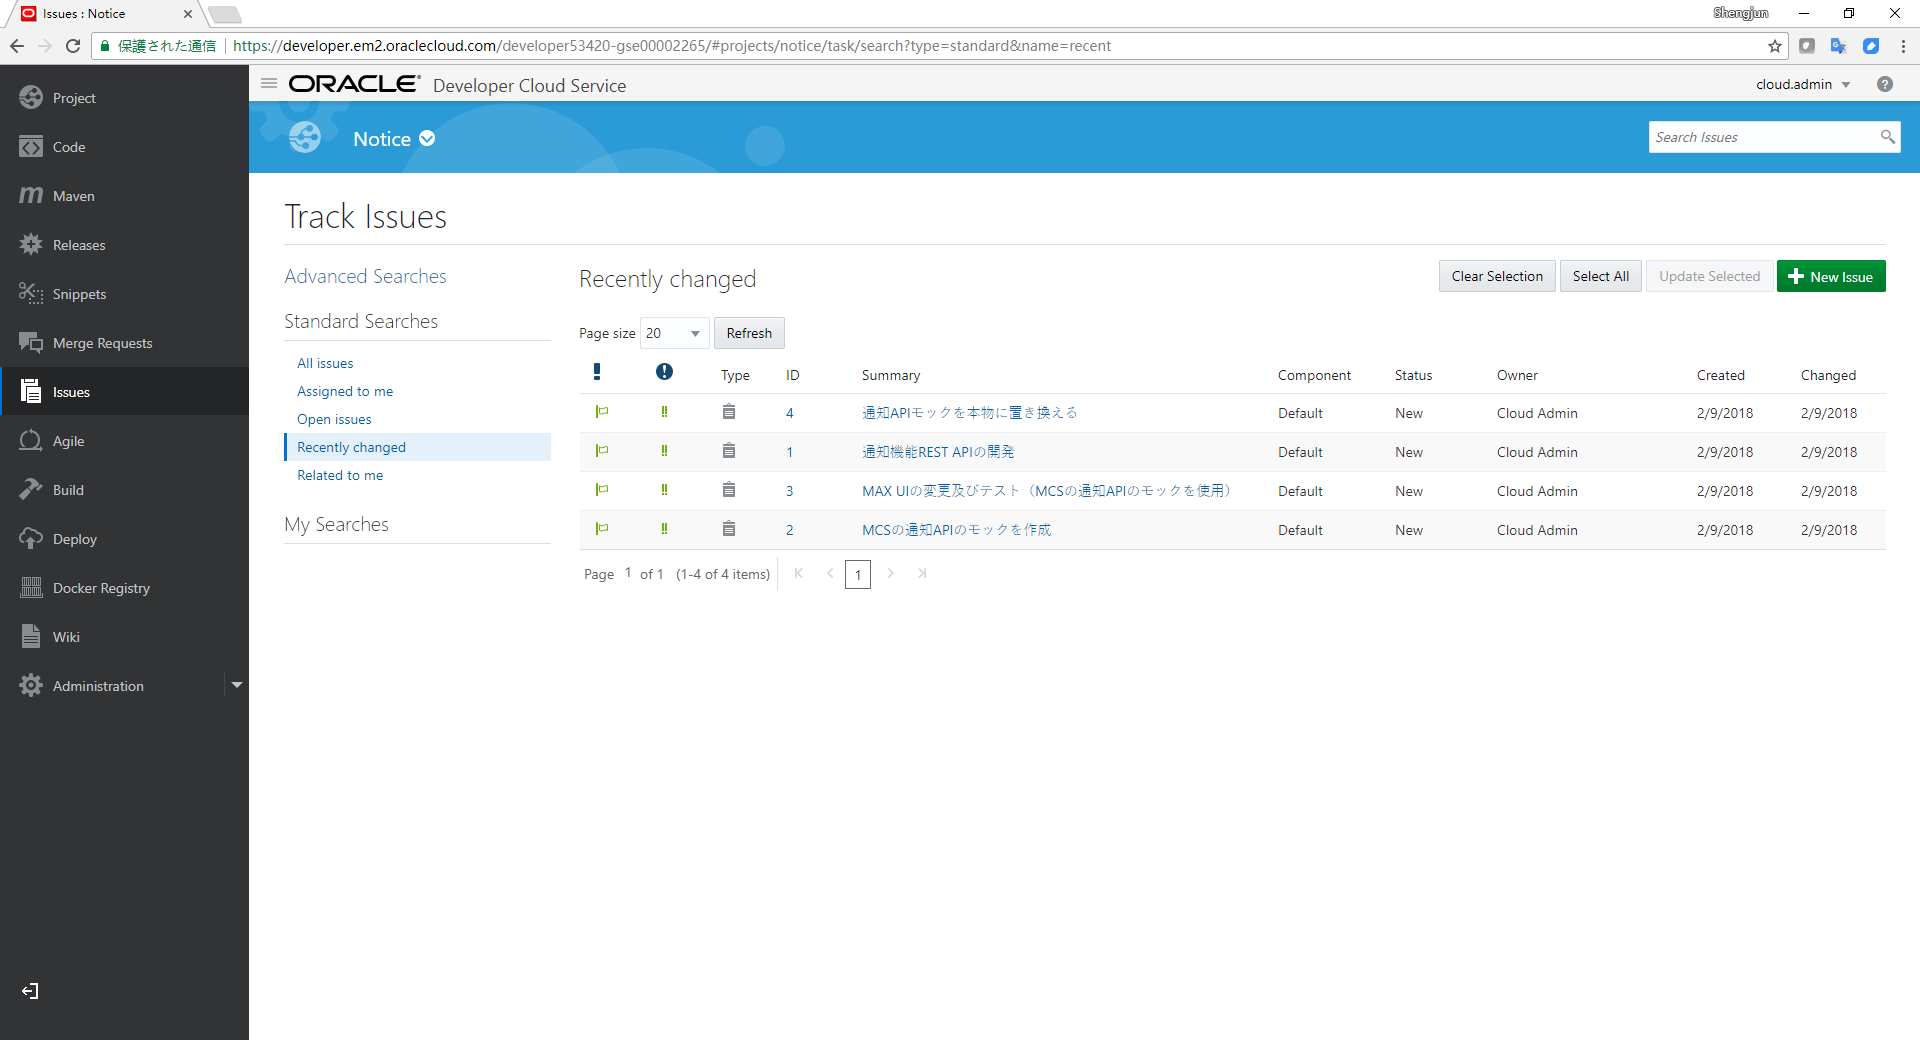 Issues : Notice
Shengjun
保護された通信 https://developer.em2.oraclecloud.com/developer53420-gse00002265/#projects/notice/task/search?type=standard&name=recent
Project
Code
Maven
Releases
Snippets
Merge Requests
Issues
Agile
Build
Deploy
Docker Registry
Wiki
Administration
ORACLE Developer Cloud Service
cloud.admin
Notice
Search Issues
Track Issues
Advanced Searches
Standard Searches
All issues
Assigned to me
Open issues
Recently changed
Related to me
My Searches
Recently changed
Clear Selection Select All Update Selected New Issue
Page size 20 Refresh
Type ID Summary Component Status Owner Created Changed
4 通知APIモックを本物に置き換える Default New Cloud Admin 2/9/2018 2/9/2018
1 通知機能REST APIの開発 Default New Cloud Admin 2/9/2018 2/9/2018
3 MAX UIの変更及びテスト（MCSの通知APIのモックを使用） Default New Cloud Admin 2/9/2018 2/9/2018
2 MCSの通知APIのモックを作成 Default New Cloud Admin 2/9/2018 2/9/2018
Page 1 of 1 (1-4 of 4 items) 1